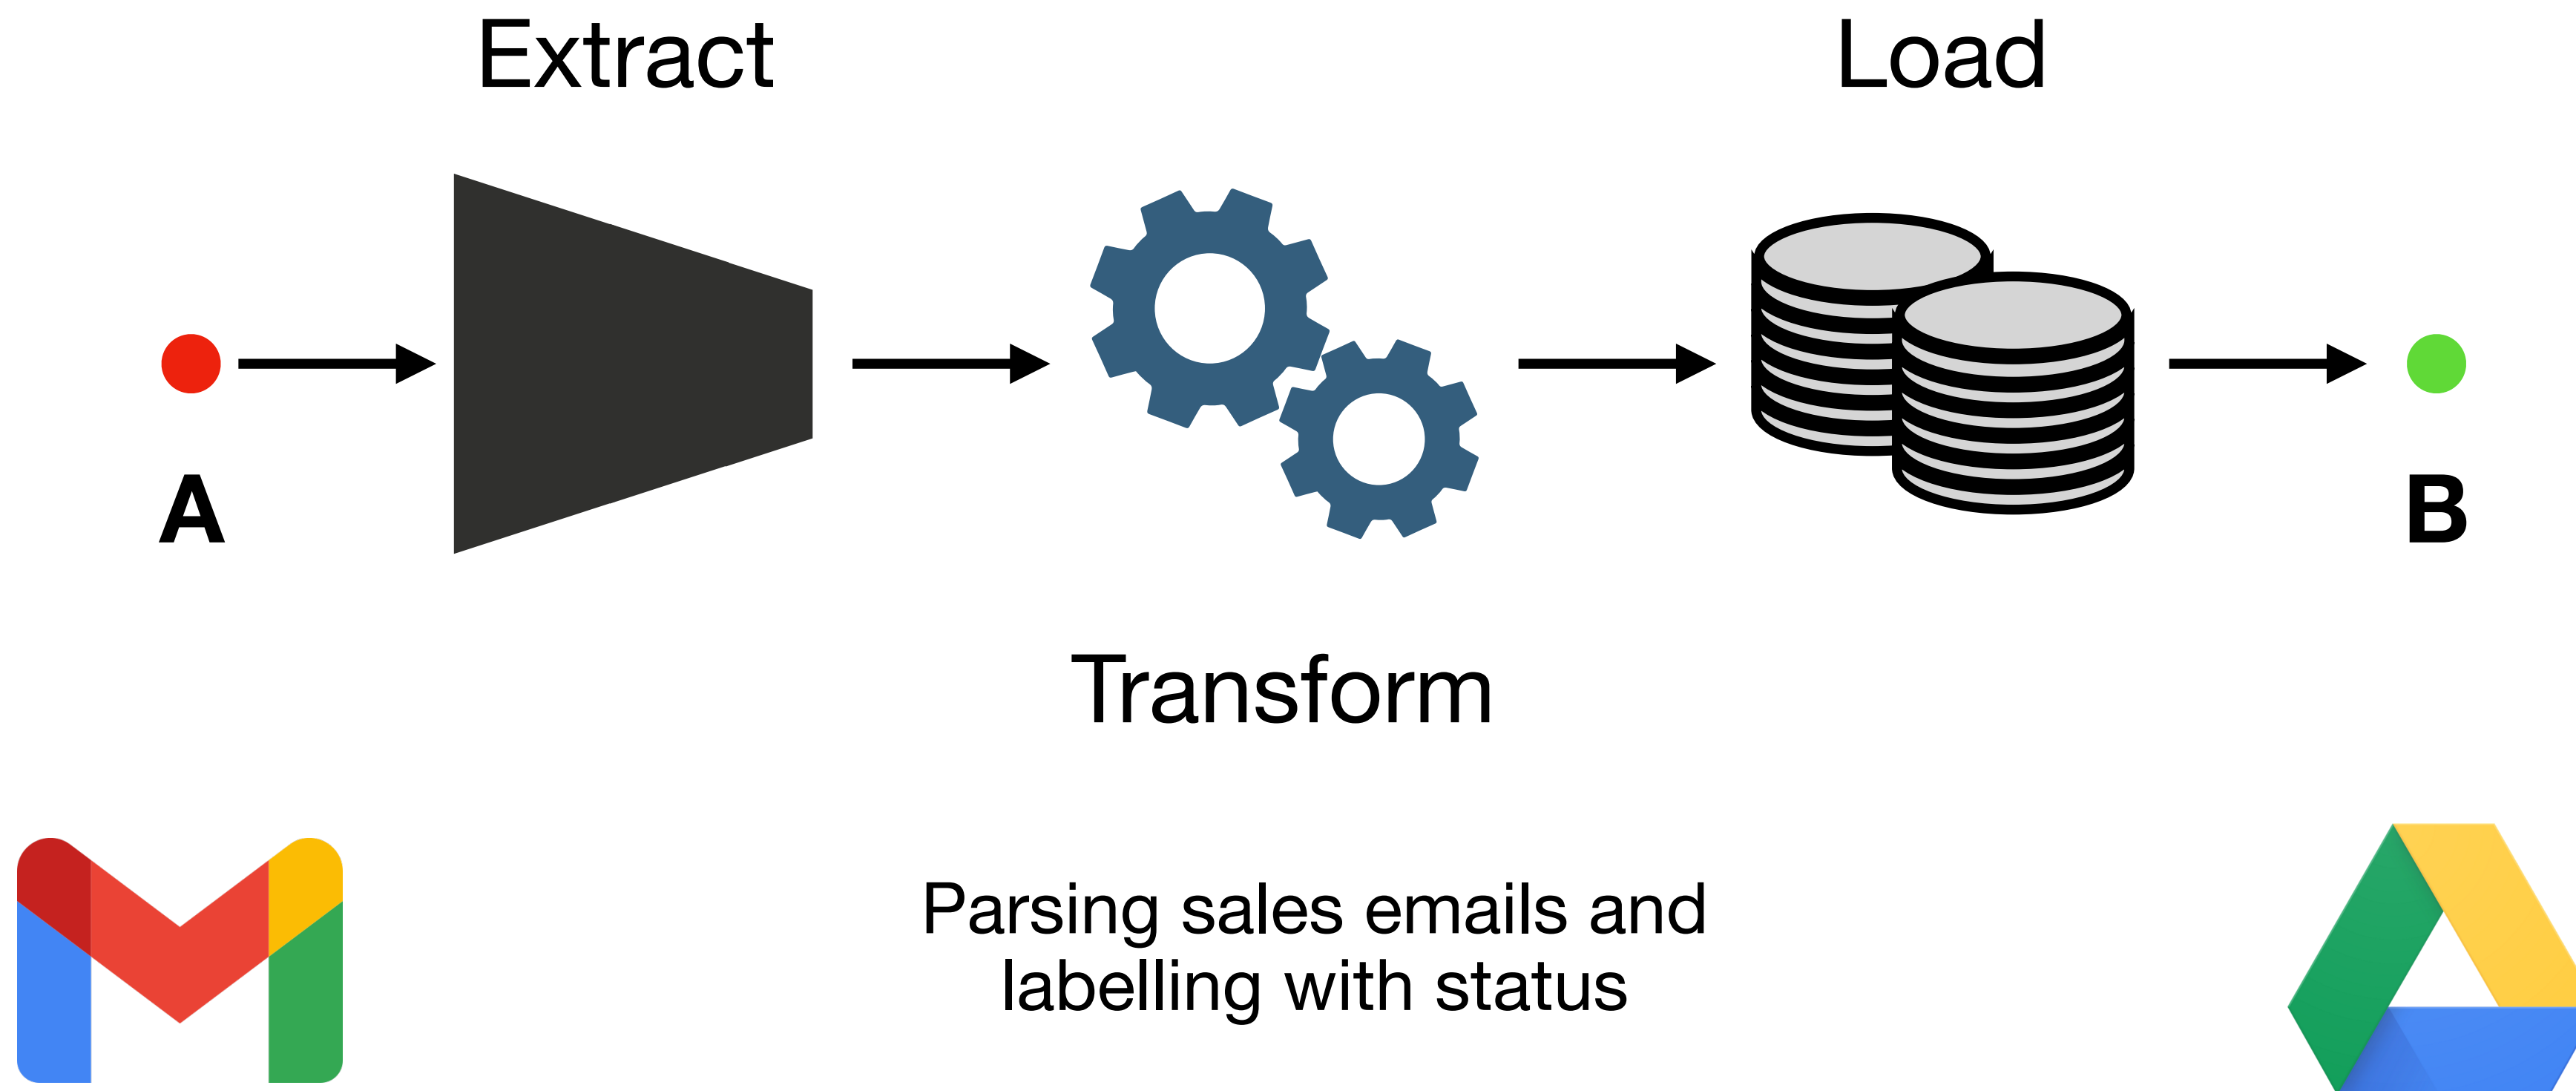 Extract
Load
A
B
Transform
Parsing sales emails and
labelling with status